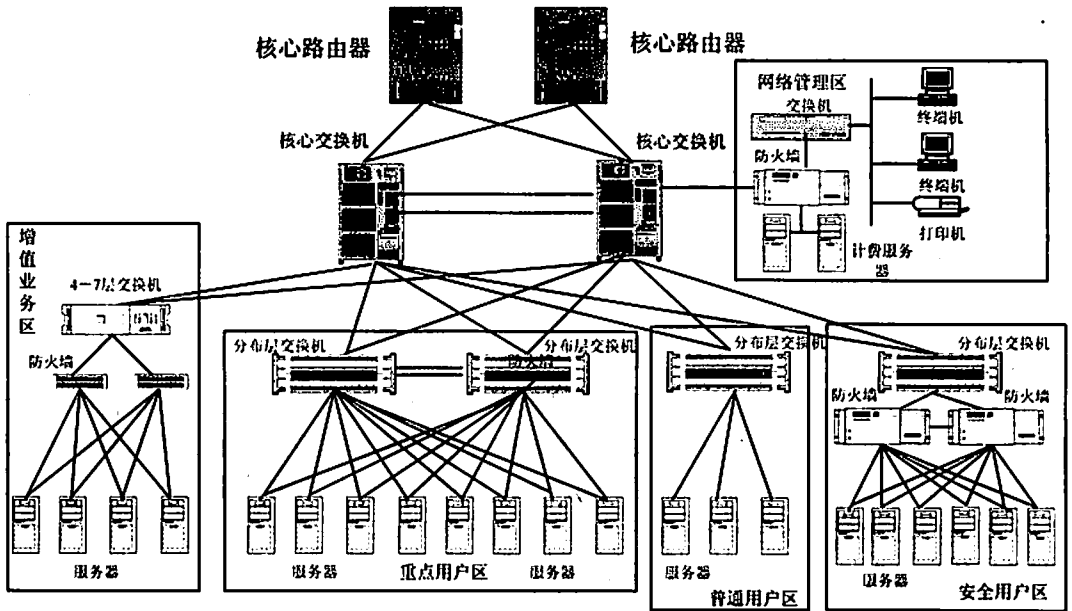 核心路由器
核心路由器
网络管理区
交换机
终端机
核心交换机
核心交换机
防火墙
终端机
打印机
计费服务
器
增值业务区
4－7层交换机
防火墙
分布层交换机
防火墙
分布层交换机
分布层交换机
分布层交换机
防火墙
防火墙
服务器
服务器
重点用户区
服务器
服务器
普通用户区
服务器
安全用户区